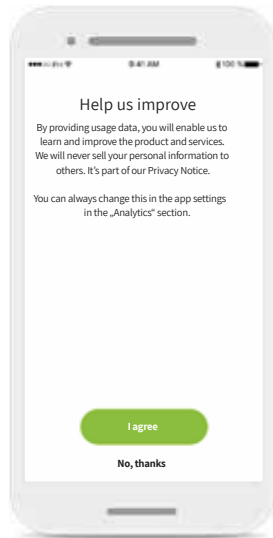 9:41 AM
100 %
Help us improve
By providing usage data, you will enable us to
learn and improve the product and services.
We will never sell your personal information to
others. It’s part of our Privacy Notice.
You can always change this in the app settings
in the „Analytics“ section.
I agree
No, thanks